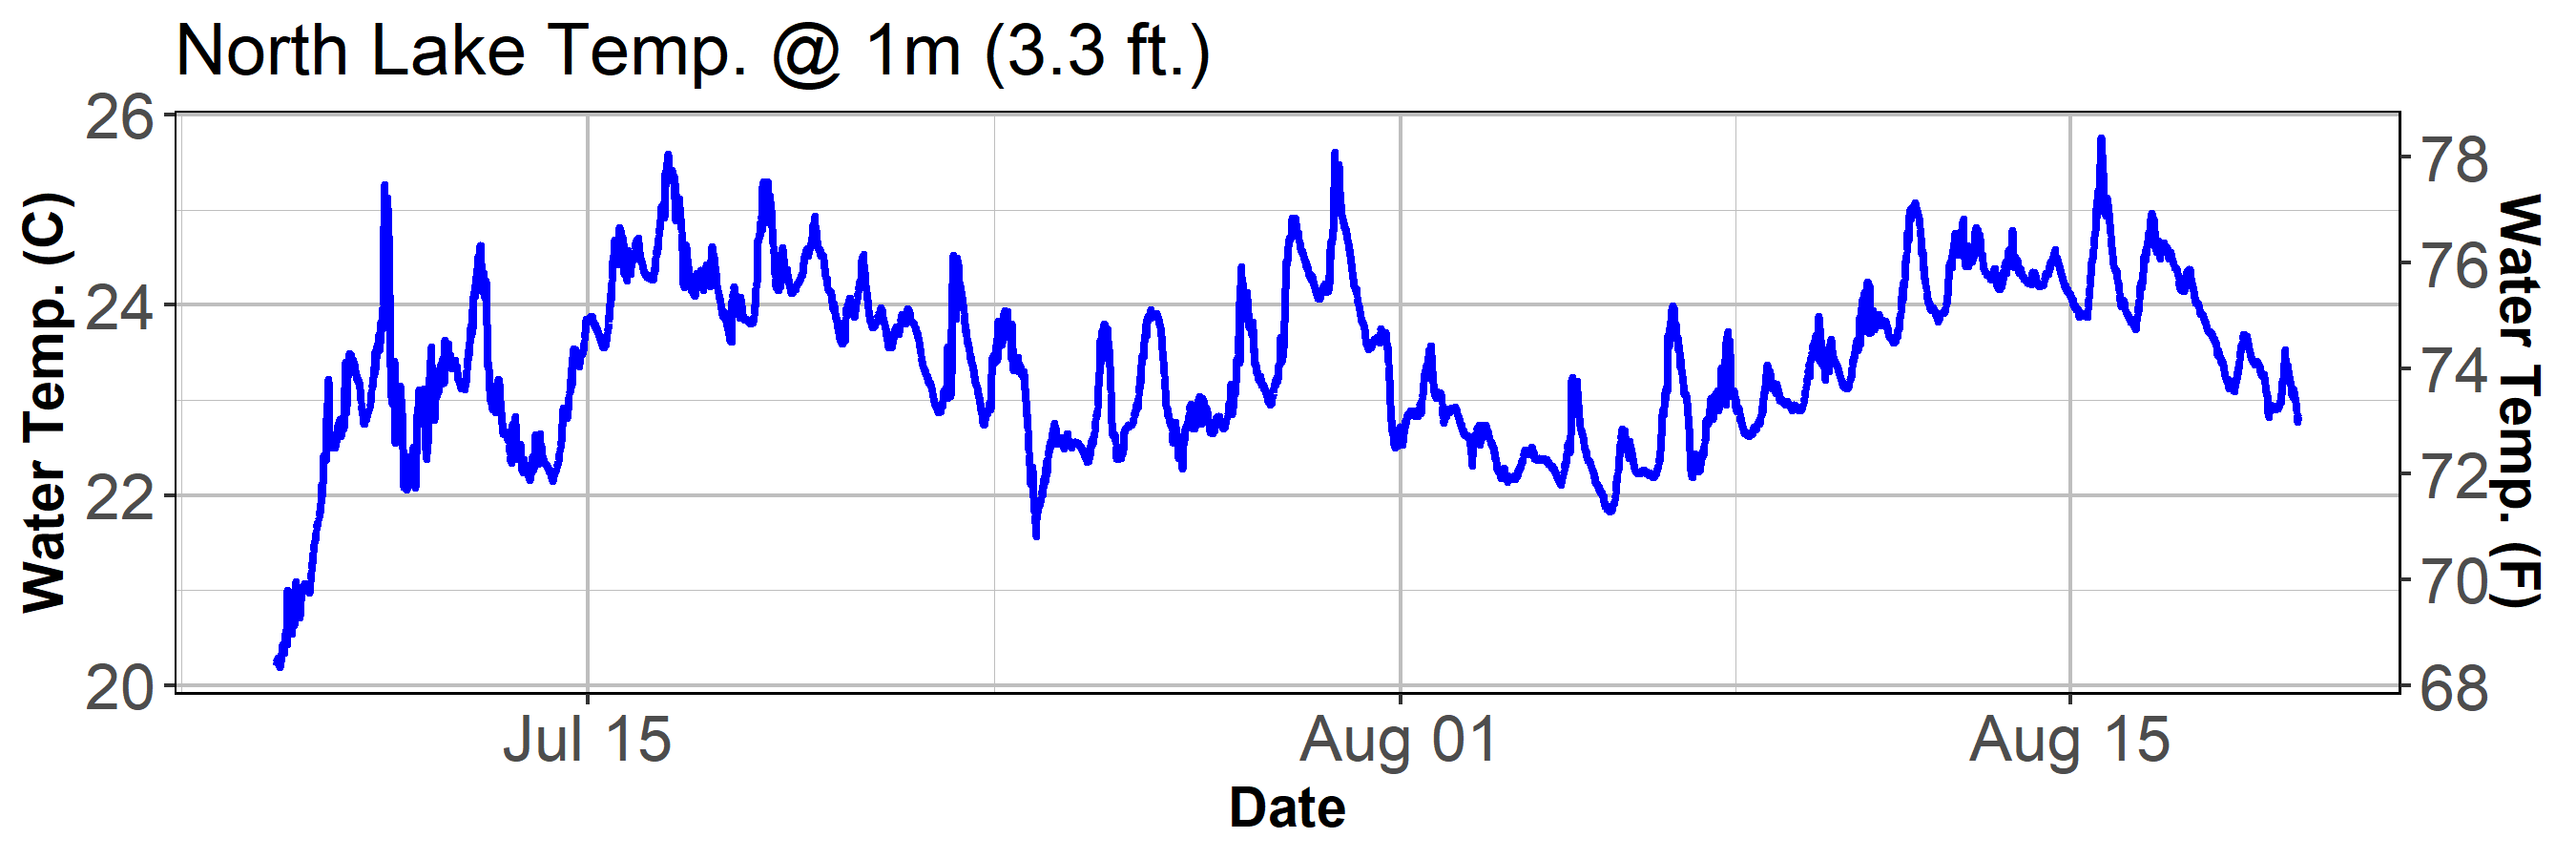 North Lake Temp. @ 1m (3.3 ft.)
Water Temp. (C)
26
24
22
20
78
76
74
72
70
68
Water Temp. (F)
Jul 15 Aug 01 Aug 15
Date